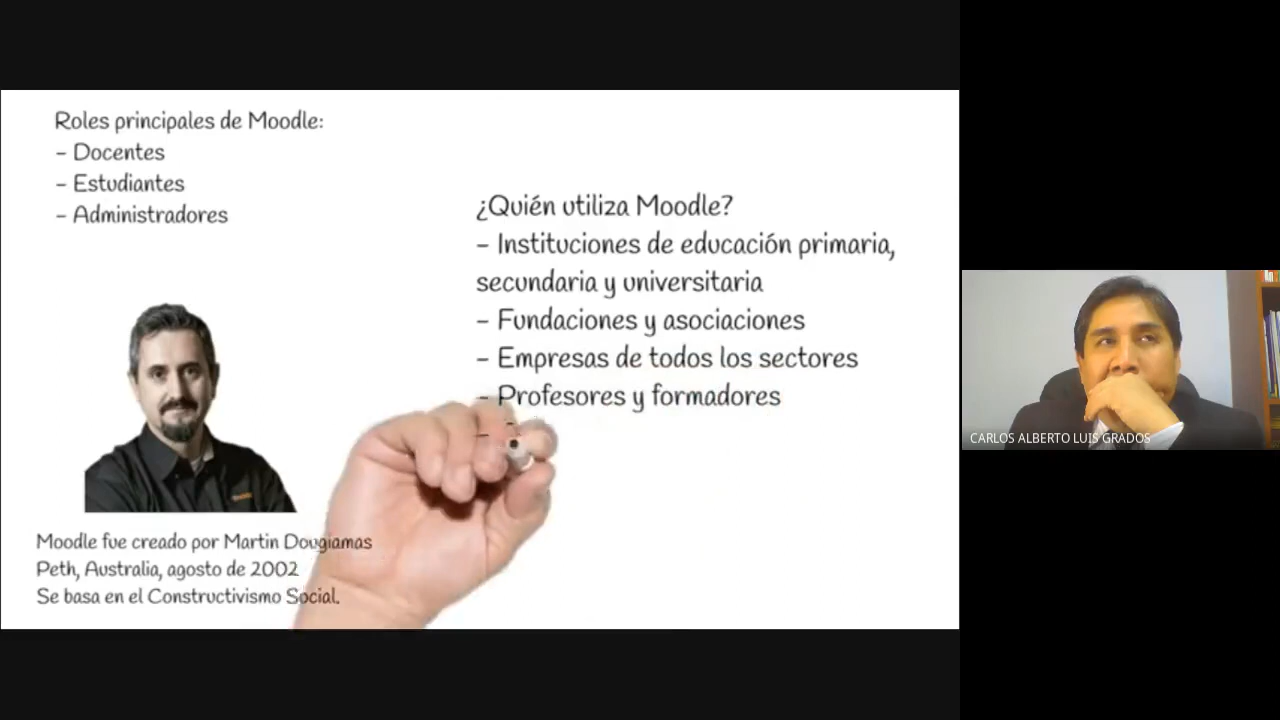 Roles principales de Moodle:
- Docentes
- Estudiantes
- Administradores
¿Quién utiliza Moodle?
- Instituciones de educación primaria,
secundaria y universitaria
- Fundaciones y asociaciones
- Empresas de todos los sectores
- Profesores y formadores
-
Moodle fue creado por Martin Dougiamas
Peth, Australia, agosto de 2002
Se basa en el Constructivismo Social.
CARLOS ALBERTO LUIS GRADOS